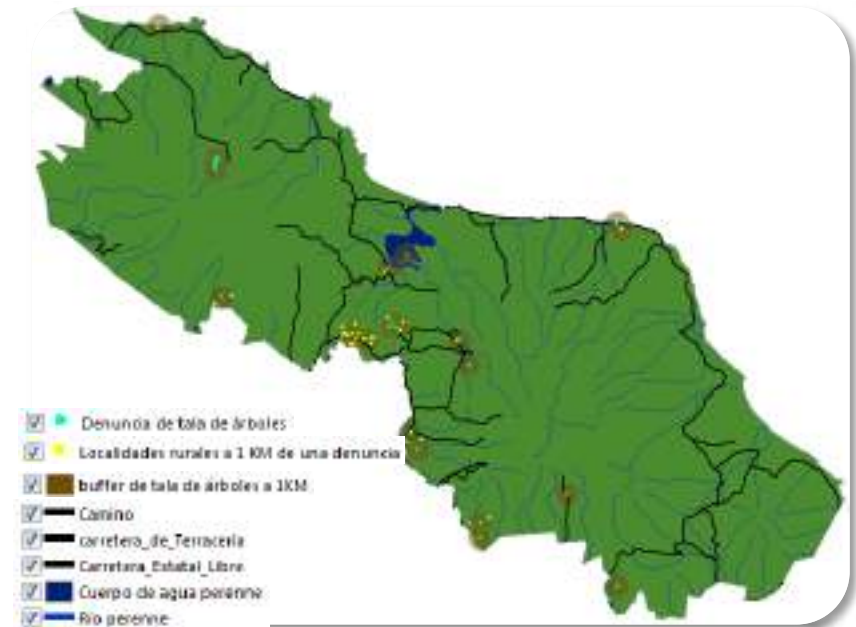 Denuncia de tala de árboles
Localidades rurales a 1 KM de una denuncia
buffer de tala de árboles a 1KM
Camino
carretera_de_Terracería
Carretera_Estatal_Libre
Cuerpo de agua perenne
Rio perenne